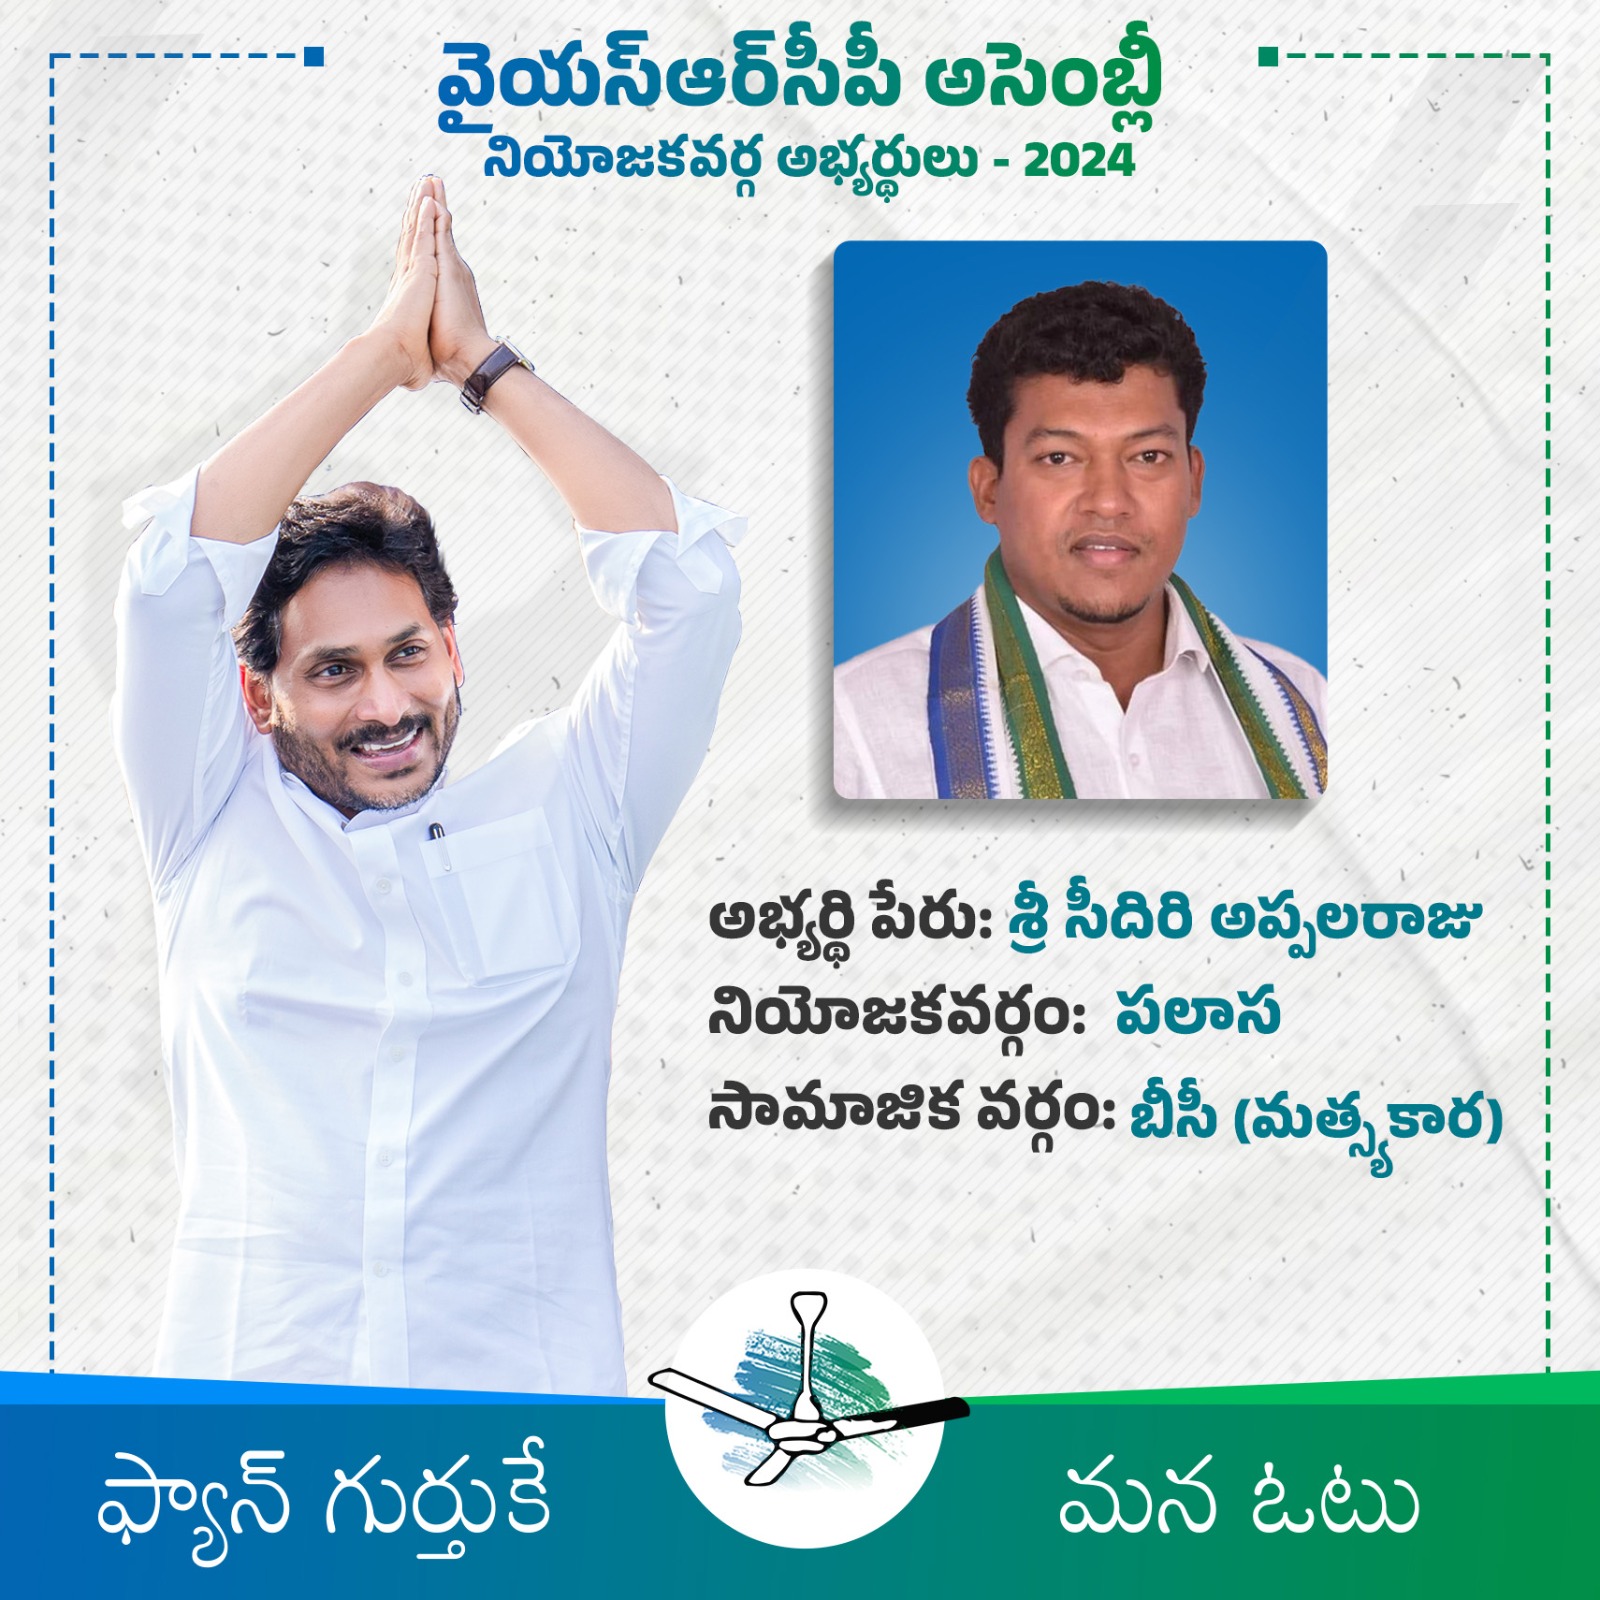 వైయస్ఆర్‌సీపీ అసెంబ్లీ
నియోజకవర్గ అభ్యర్థులు - 2024
అభ్యర్థి పేరు: శ్రీ సీదిరి అప్పలరాజు
నియోజకవర్గం: పలాస
సామాజిక వర్గం: బీసీ (మత్స్యకార)
ఫ్యాన్ గుర్తుకే మన ఓటు